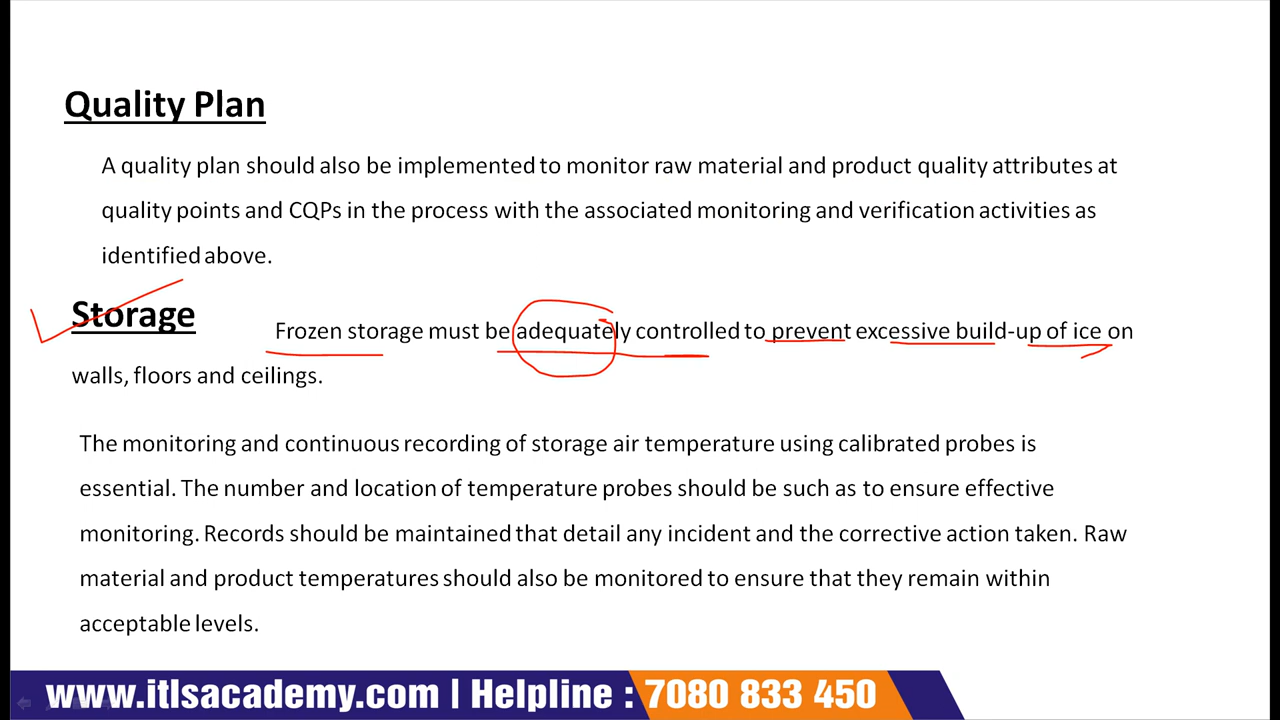 Quality Plan
A quality plan should also be implemented to monitor raw material and product quality attributes at
quality points and CQPs in the process with the associated monitoring and verification activities as
identified above.
Storage
Frozen storage must be adequately controlled to prevent excessive build-up of ice on
walls, floors and ceilings.
The monitoring and continuous recording of storage air temperature using calibrated probes is
essential. The number and location of temperature probes should be such as to ensure effective
monitoring. Records should be maintained that detail any incident and the corrective action taken. Raw
material and product temperatures should also be monitored to ensure that they remain within
acceptable levels.
www.itlsacademy.com | Helpline : 7080 833 450